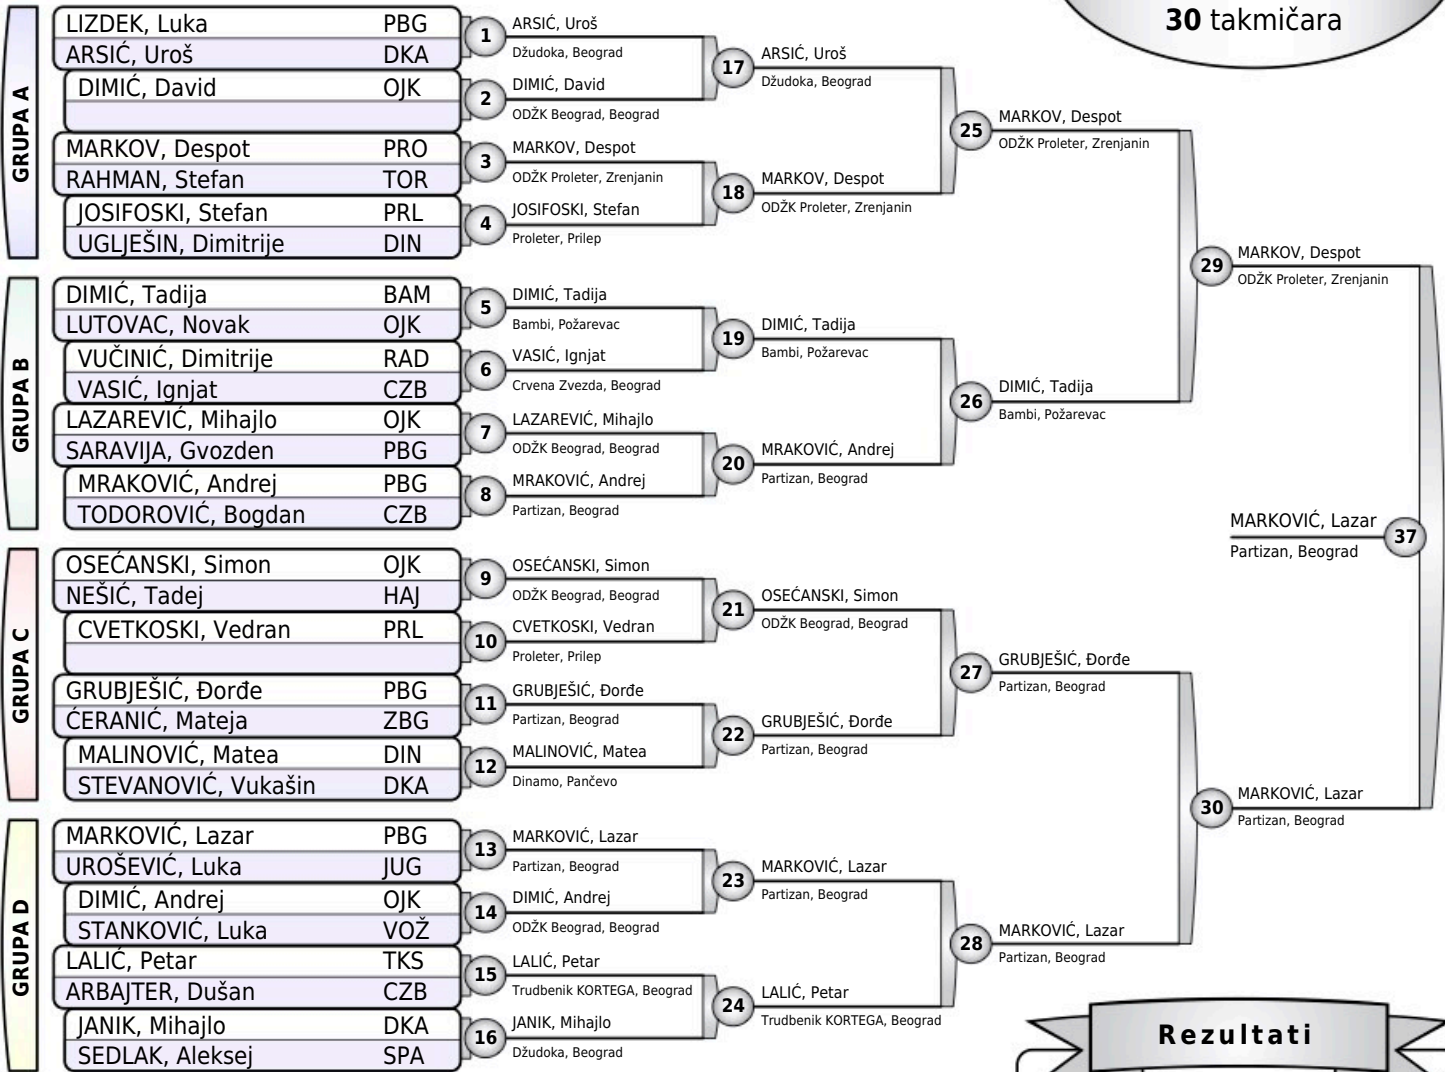 30 takmičara
GRUPA A
LIZDEK, Luka PBG
ARSIĆ, Uroš DKA
DIMIĆ, David OJK
MARKOV, Despot PRO
RAHMAN, Stefan TOR
JOSIFOSKI, Stefan PRL
UGLJEŠIN, Dimitrije DIN
GRUPA B
DIMIĆ, Tadija BAM
LUTOVAC, Novak OJK
VUČINIĆ, Dimitrije RAD
VASIĆ, Ignjat CZB
LAZAREVIĆ, Mihajlo OJK
SARAVIJA, Gvozden PBG
MRAKOVIĆ, Andrej PBG
TODOROVIĆ, Bogdan CZB
GRUPA C
OSEĆANSKI, Simon OJK
NEŠIĆ, Tadej HAJ
CVETKOSKI, Vedran PRL
GRUBJEŠIĆ, Đorđe PBG
ĆERANIĆ, Mateja ZBG
MALINOVIĆ, Matea DIN
STEVANOVIĆ, Vukašin DKA
GRUPA D
MARKOVIĆ, Lazar PBG
UROŠEVIĆ, Luka JUG
DIMIĆ, Andrej OJK
STANKOVIĆ, Luka VOŽ
LALIĆ, Petar TKS
ARBAJTER, Dušan CZB
JANIK, Mihajlo DKA
SEDLAK, Aleksej SPA
1 ARSIĆ, Uroš
Džudoka, Beograd
2 DIMIĆ, David
ODŽK Beograd, Beograd
3 MARKOV, Despot
ODŽK Proleter, Zrenjanin
4 JOSIFOSKI, Stefan
Proleter, Prilep
5 DIMIĆ, Tadija
Bambi, Požarevac
6 VASIĆ, Ignjat
Crvena Zvezda, Beograd
7 LAZAREVIĆ, Mihajlo
ODŽK Beograd, Beograd
8 MRAKOVIĆ, Andrej
Partizan, Beograd
9 OSEĆANSKI, Simon
ODŽK Beograd, Beograd
10 CVETKOSKI, Vedran
Proleter, Prilep
11 GRUBJEŠIĆ, Đorđe
Partizan, Beograd
12 MALINOVIĆ, Matea
Dinamo, Pančevo
13 MARKOVIĆ, Lazar
Partizan, Beograd
14 DIMIĆ, Andrej
ODŽK Beograd, Beograd
15 LALIĆ, Petar
Trudbenik KORTEGA, Beograd
16 JANIK, Mihajlo
Džudoka, Beograd
17 ARSIĆ, Uroš
Džudoka, Beograd
18 MARKOV, Despot
ODŽK Proleter, Zrenjanin
19 DIMIĆ, Tadija
Bambi, Požarevac
20 MRAKOVIĆ, Andrej
Partizan, Beograd
21 OSEĆANSKI, Simon
ODŽK Beograd, Beograd
22 GRUBJEŠIĆ, Đorđe
Partizan, Beograd
23 MARKOVIĆ, Lazar
Partizan, Beograd
24 LALIĆ, Petar
Trudbenik KORTEGA, Beograd
25 MARKOV, Despot
ODŽK Proleter, Zrenjanin
26 DIMIĆ, Tadija
Bambi, Požarevac
27 GRUBJEŠIĆ, Đorđe
Partizan, Beograd
28 MARKOVIĆ, Lazar
Partizan, Beograd
29 MARKOV, Despot
ODŽK Proleter, Zrenjanin
30 MARKOVIĆ, Lazar
Partizan, Beograd
MARKOVIĆ, Lazar 37
Partizan, Beograd
Rezultati